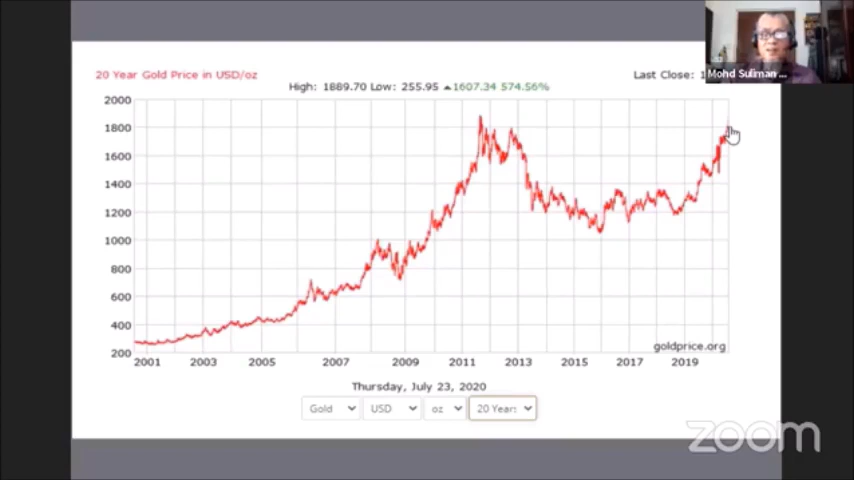 Mohd Suliman ...
20 Year Gold Price in USD/oz
Last Close: 1
High: 1889.70 Low: 255.95 ▲1607.34 574.56%
2000
1800
1600
1400
1200
1000
800
600
400
200
goldprice.org
2001 2003 2005 2007 2009 2011 2013 2015 2017 2019
Thursday, July 23, 2020
Gold USD oz 20 Year:
zoom